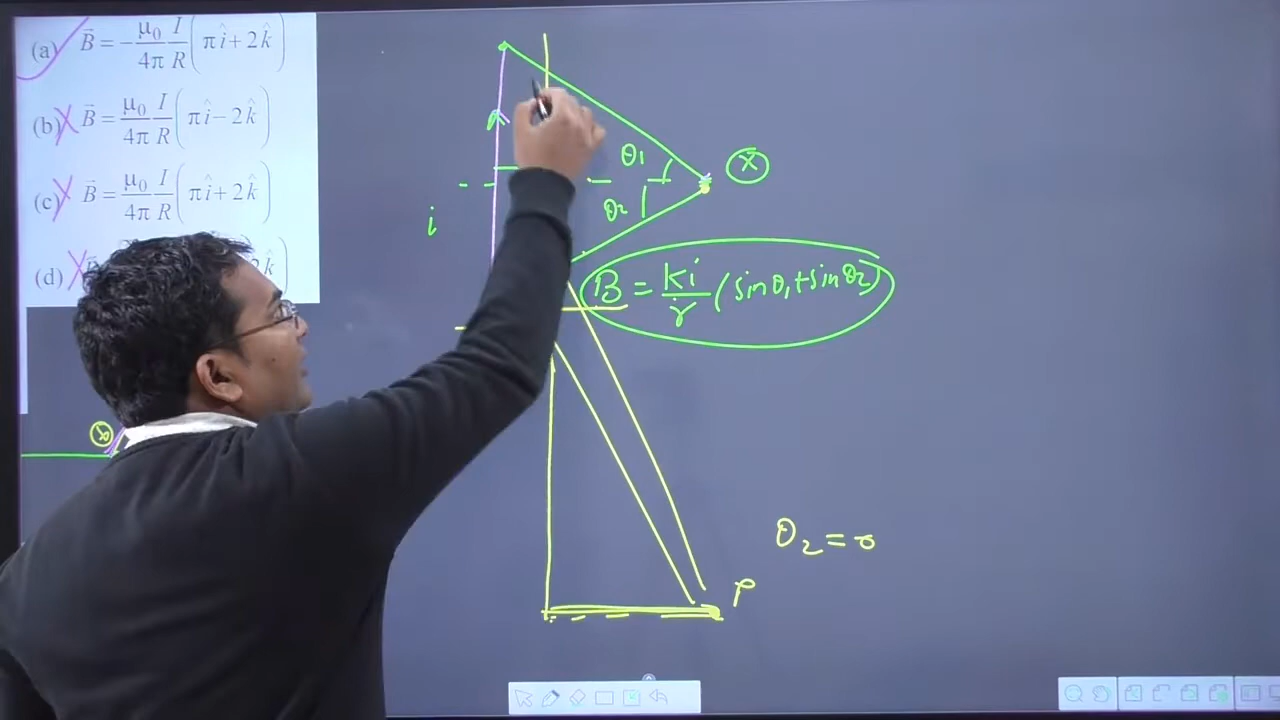 (a) B⃗ = −μ₀/4π I/R (πî + 2k̂)
(b) B⃗ = μ₀/4π I/R (πî − 2k̂)
(c) B⃗ = μ₀/4π I/R (πî + 2k̂)
(d)
θ₁
X
θ₂
i
B = Ki/r (sinθ₁ + sinθ₂)
θ₂ = 0
P